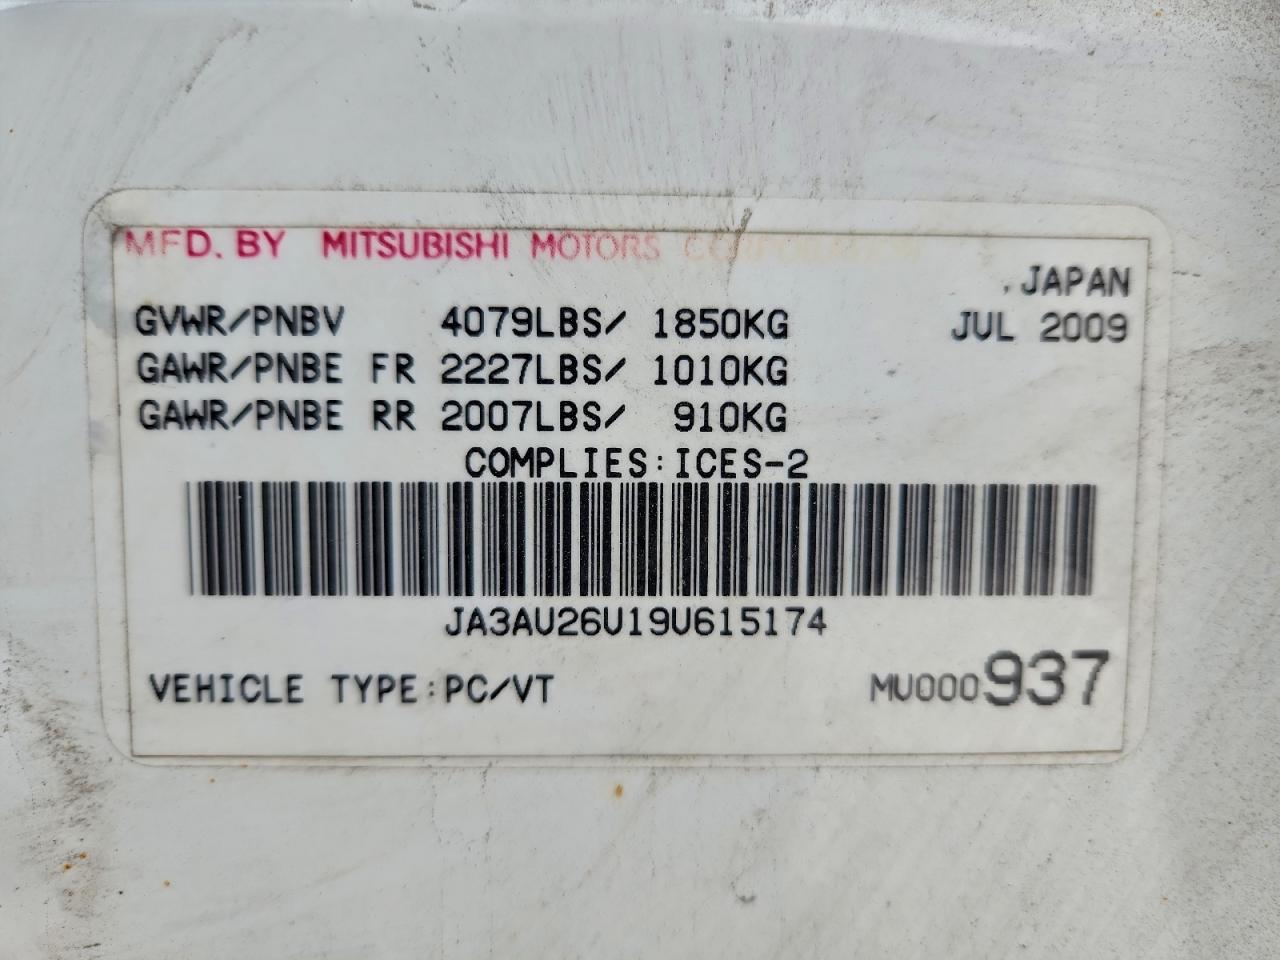 MFD. BY MITSUBISHI MOTORS CORPORATION
JAPAN
GVWR/PNBV 4079LBS/ 1850KG JUL 2009
GAWR/PNBE FR 2227LBS/ 1010KG
GAWR/PNBE RR 2007LBS/ 910KG
COMPLIES:ICES-2
JA3AU26U19U615174
VEHICLE TYPE:PC/VT MU000937